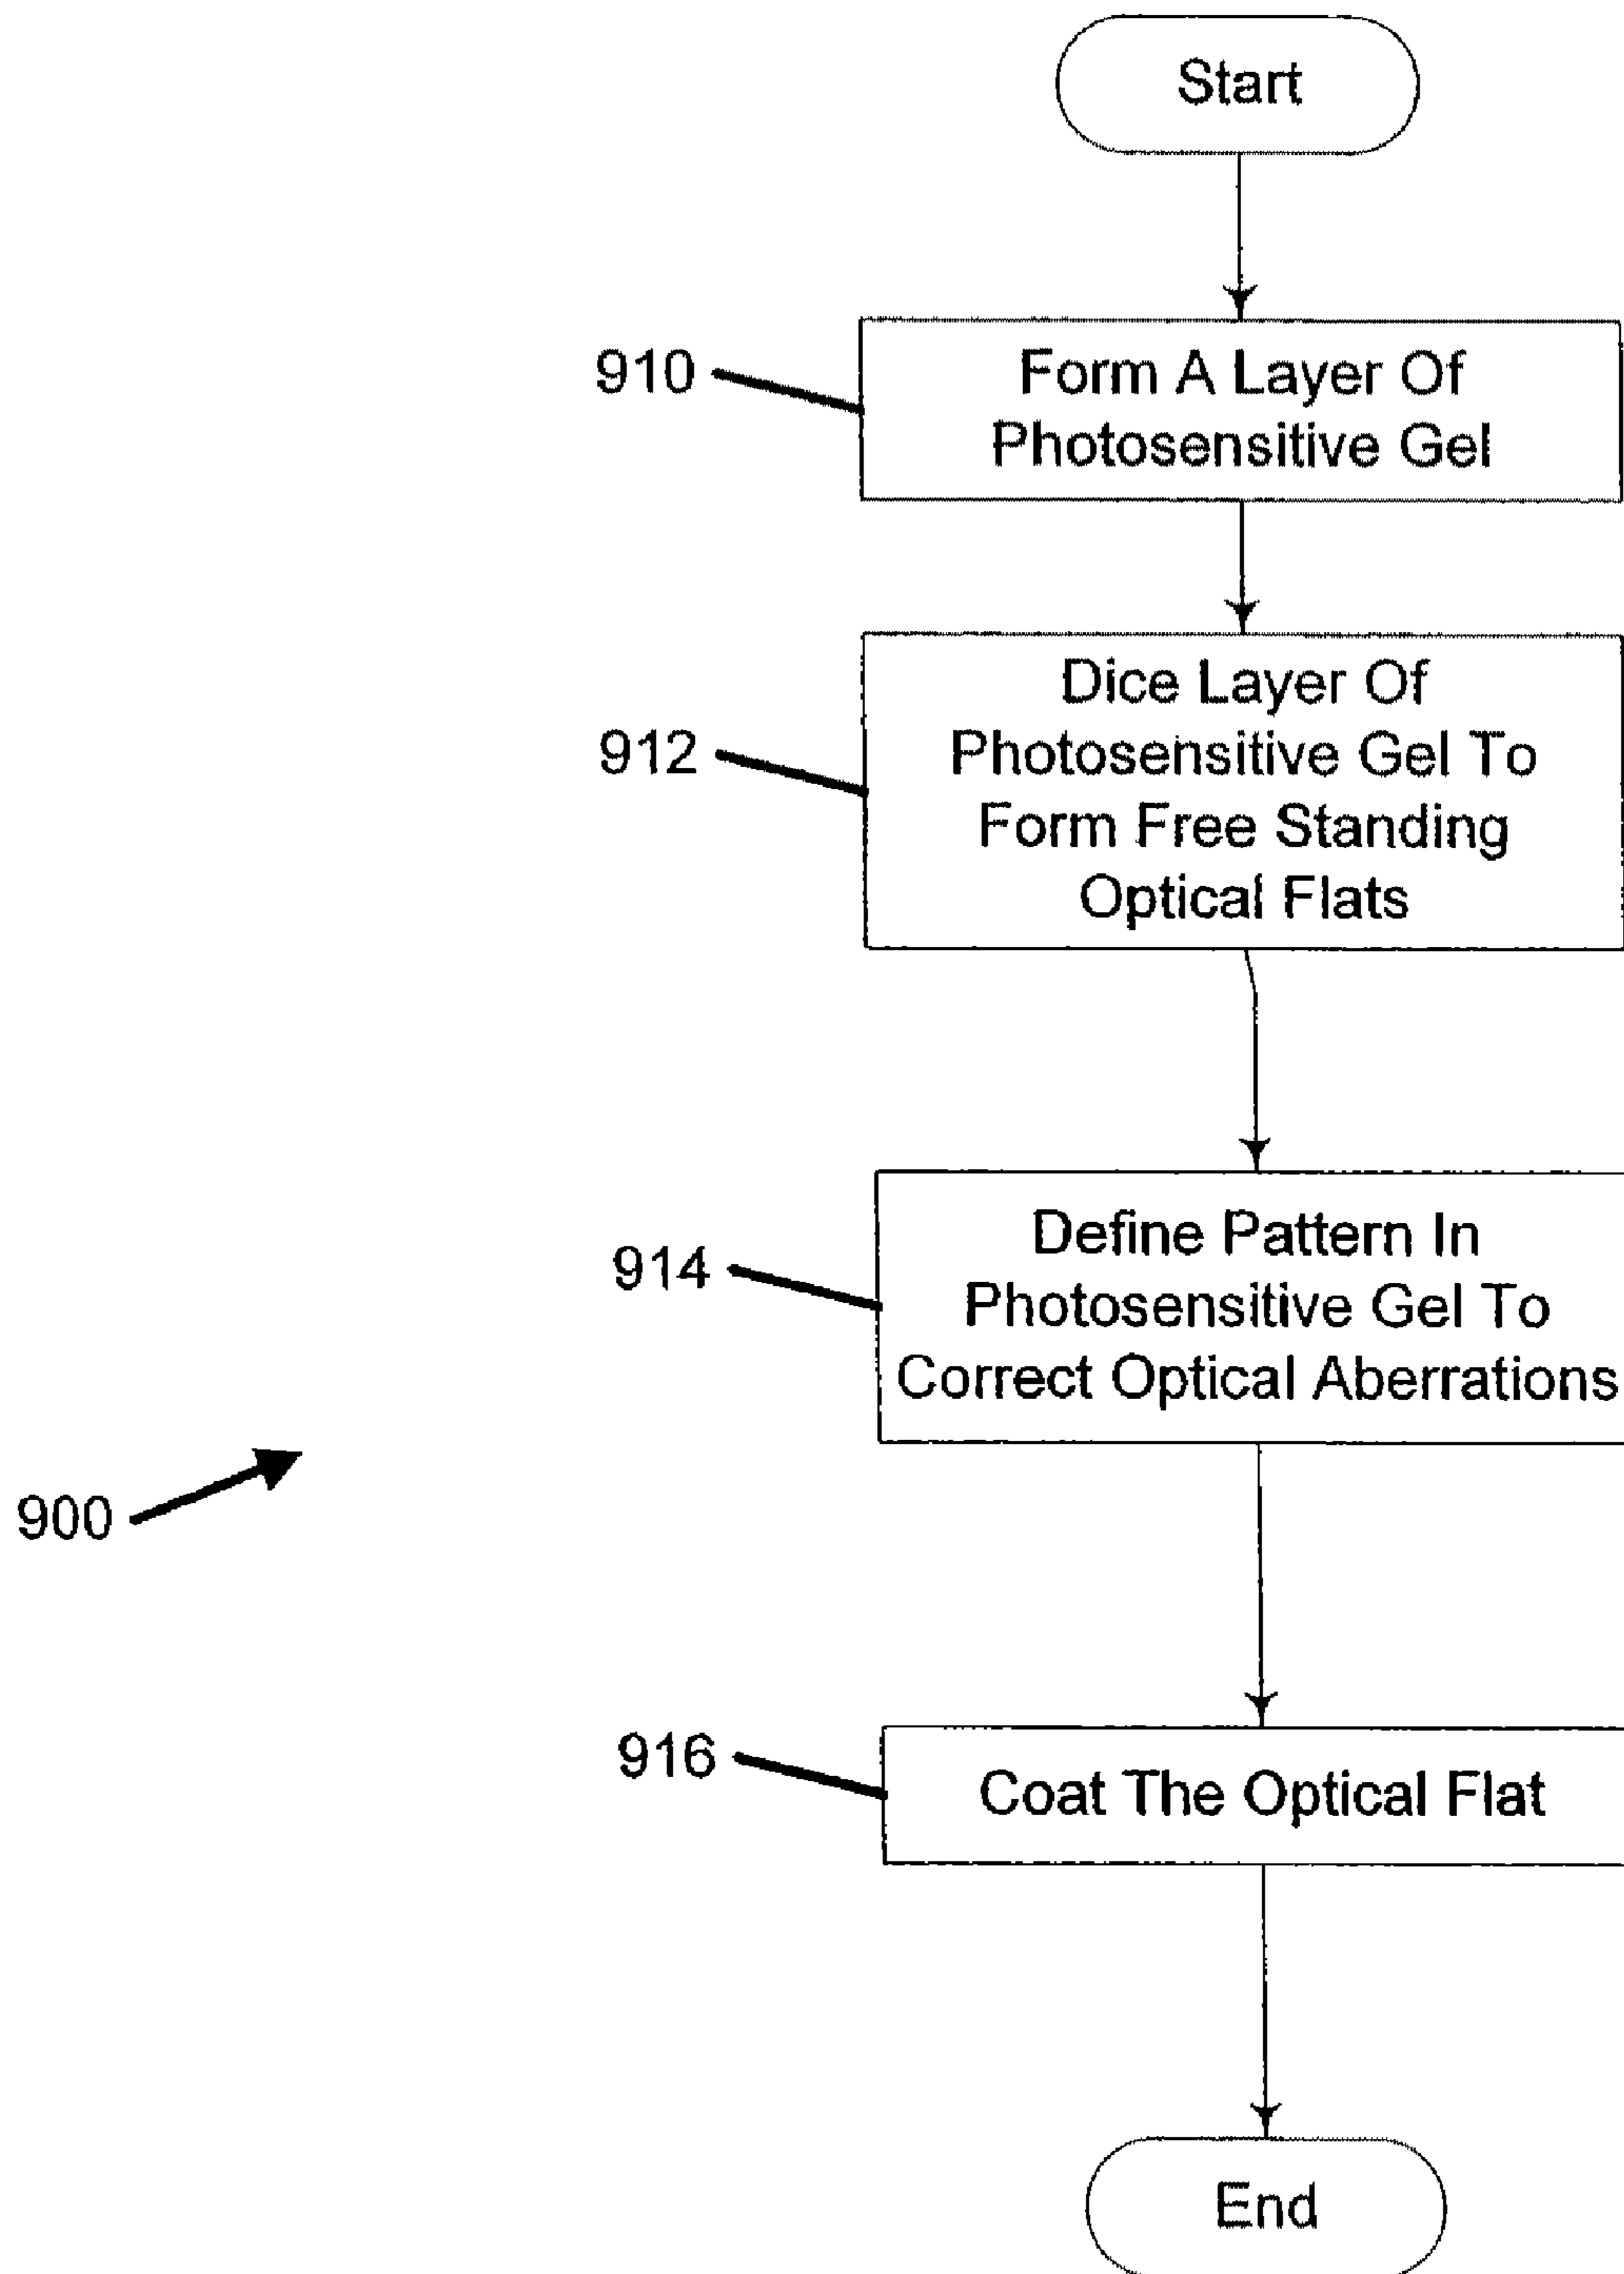 Start
910
Form A Layer Of
Photosensitive Gel
912
Dice Layer Of
Photosensitive Gel To
Form Free Standing
Optical Flats
914
Define Pattern In
Photosensitive Gel To
Correct Optical Aberrations
900
916
Coat The Optical Flat
End